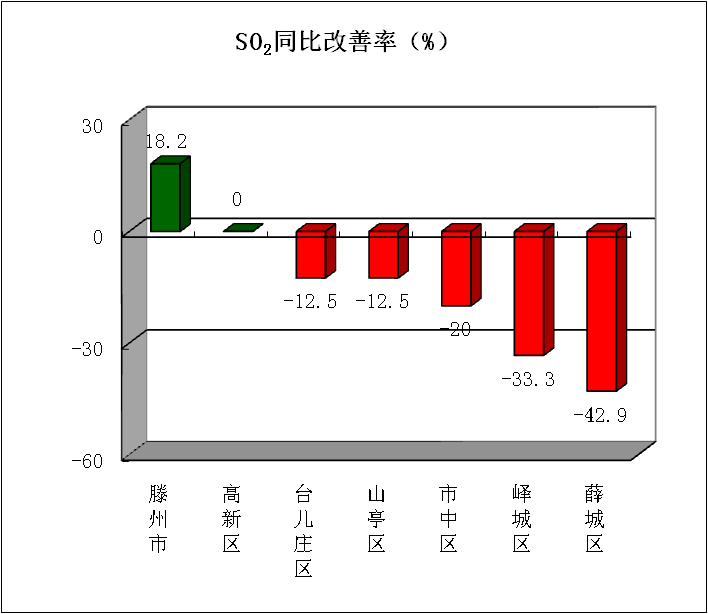 SO₂同比改善率（%）
30
0
-30
-60
18.2
0
-12.5
-12.5
-20
-33.3
-42.9
滕州市
高新区
台儿庄区
山亭区
市中区
峄城区
薛城区